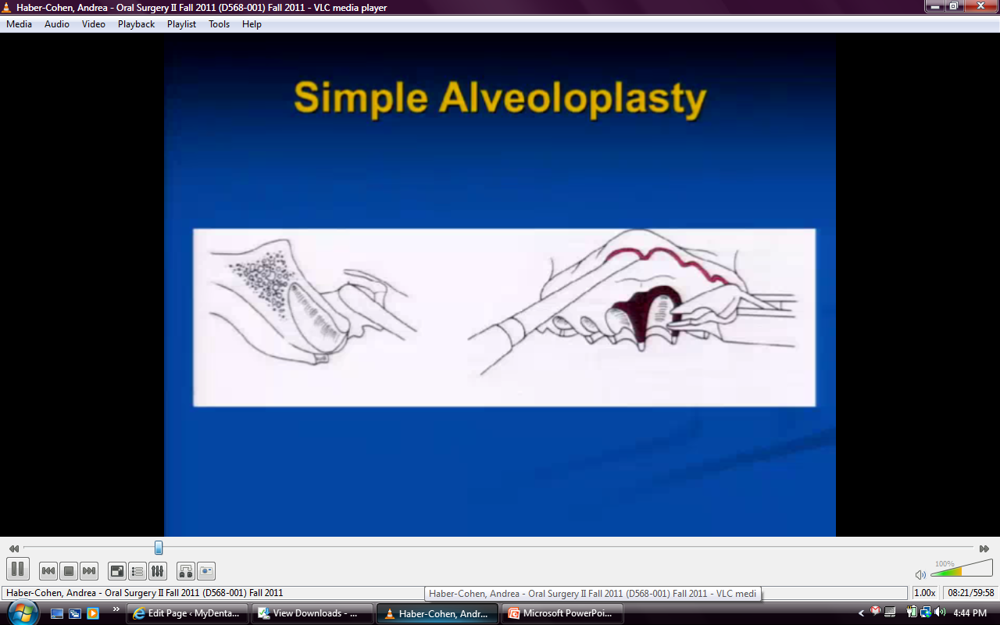 Haber-Cohen, Andrea - Oral Surgery II Fall 2011 (D568-001) Fall 2011 - VLC media player
Media Audio Video Playback Playlist Tools Help
Simple Alveoloplasty
100%
Haber-Cohen, Andrea - Oral Surgery II Fall 2011 (D568-001) Fall 2011
Haber-Cohen, Andrea - Oral Surgery II Fall 2011 (D568-001) Fall 2011 - VLC medi
1.00x
08:21/59:58
Edit Page ‹ MyDenta...
View Downloads - ...
Haber-Cohen, Andr...
Microsoft PowerPoi...
4:44 PM